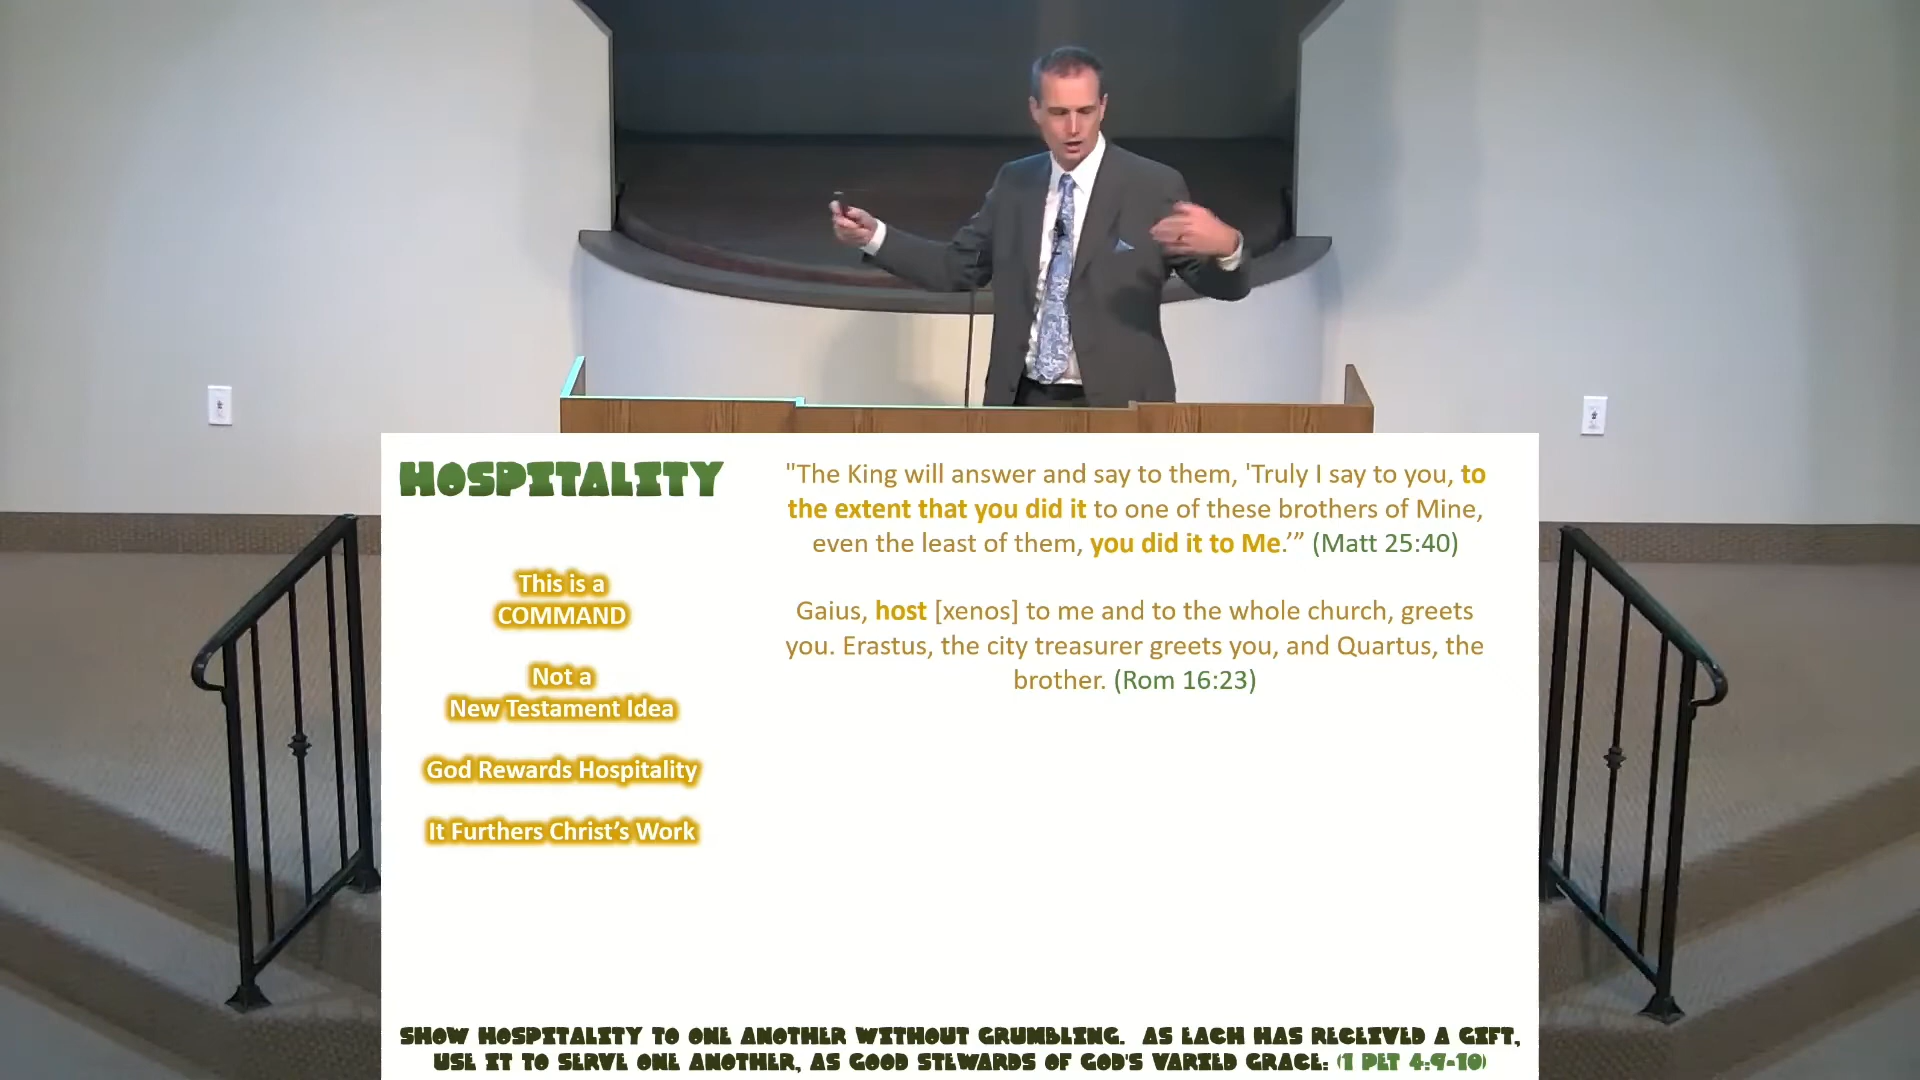 HOSPITALITY
This is a
COMMAND
Not a
New Testament Idea
God Rewards Hospitality
It Furthers Christ's Work
"The King will answer and say to them, 'Truly I say to you, to
the extent that you did it to one of these brothers of Mine,
even the least of them, you did it to Me.’” (Matt 25:40)
Gaius, host [xenos] to me and to the whole church, greets
you. Erastus, the city treasurer greets you, and Quartus, the
brother. (Rom 16:23)
SHOW HOSPITALITY TO ONE ANOTHER WITHOUT GRUMBLING. AS EACH HAS RECEIVED A GIFT,
USE IT TO SERVE ONE ANOTHER, AS GOOD STEWARDS OF GOD'S VARIED GRACE: (1 PET 4:9-10)